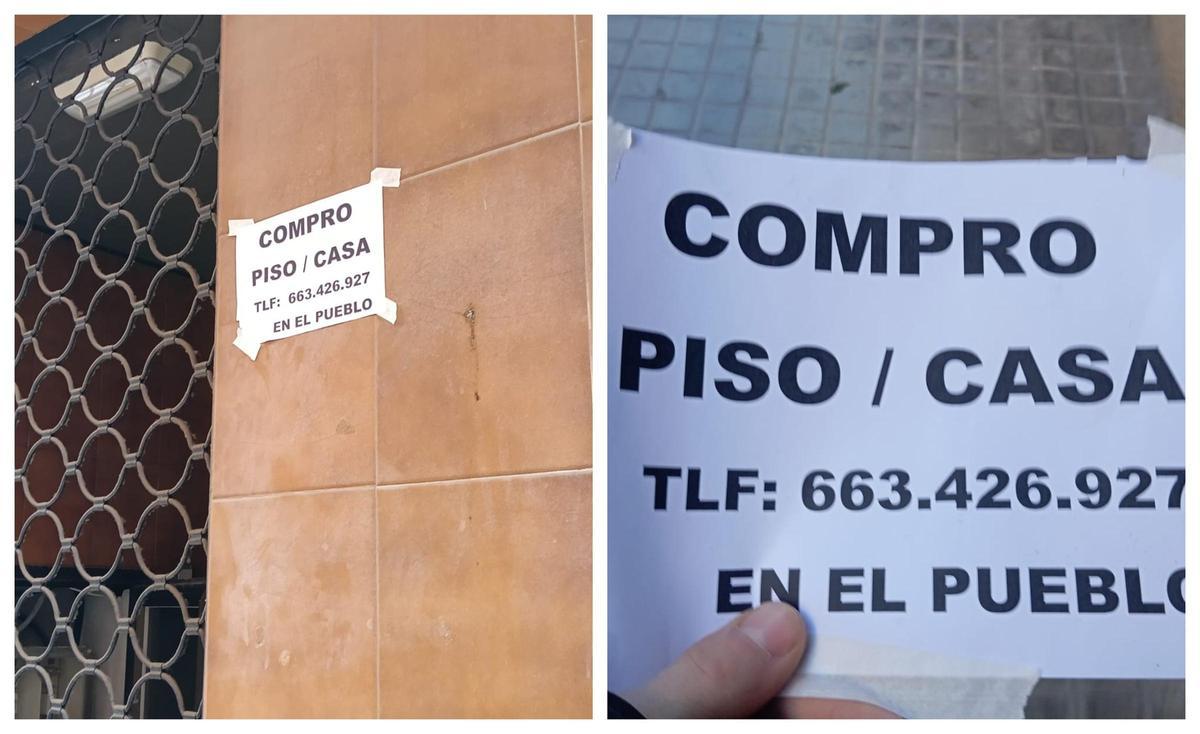 COMPRO
PISO / CASA
TLF: 663.426.927
EN EL PUEBLO
COMPRO
PISO / CASA
TLF: 663.426.927
EN EL PUEBLO